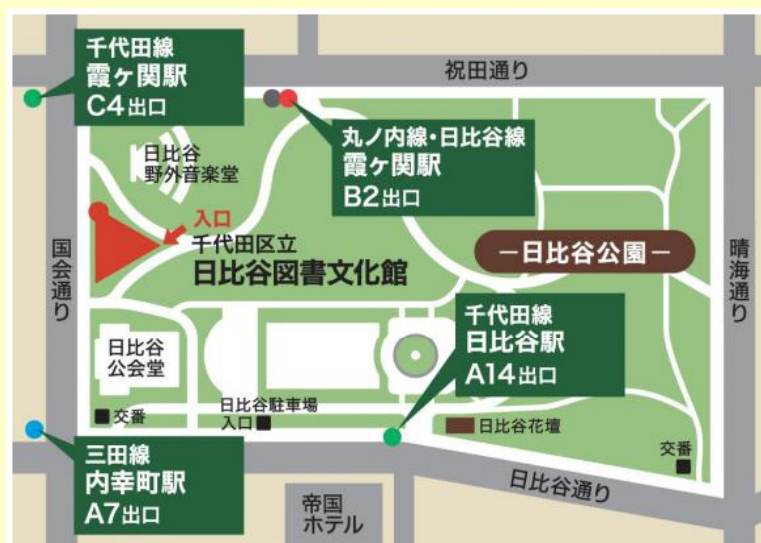 千代田線
霞ヶ関駅
C4出口
祝田通り
日比谷
野外音楽堂
丸ノ内線・日比谷線
霞ヶ関駅
B2出口
入口
千代田区立
日比谷図書文化館
国会通り
－日比谷公園－
晴海通り
千代田線
日比谷駅
A14出口
日比谷
公会堂
交番
日比谷駐車場
入口
日比谷花壇
交番
三田線
内幸町駅
A7出口
日比谷通り
帝国
ホテル